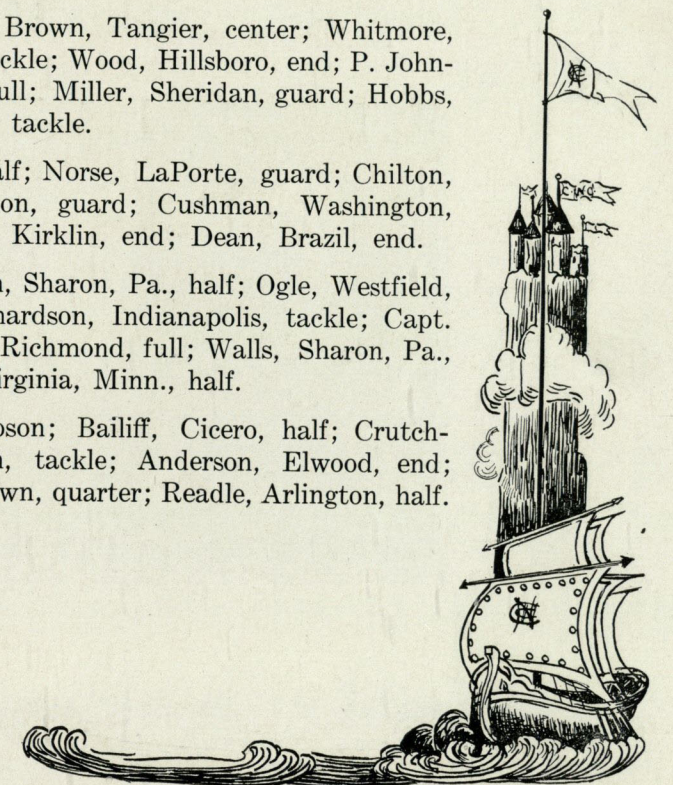 Brown, Tangier, center; Whitmore,
ckle; Wood, Hillsboro, end; P. John-
ull; Miller, Sheridan, guard; Hobbs,
tackle.
alf; Norse, LaPorte, guard; Chilton,
on, guard; Cushman, Washington,
Kirklin, end; Dean, Brazil, end.
, Sharon, Pa., half; Ogle, Westfield,
hardson, Indianapolis, tackle; Capt.
Richmond, full; Walls, Sharon, Pa.,
irginia, Minn., half.
oson; Bailiff, Cicero, half; Crutch-
, tackle; Anderson, Elwood, end;
wn, quarter; Readle, Arlington, half.